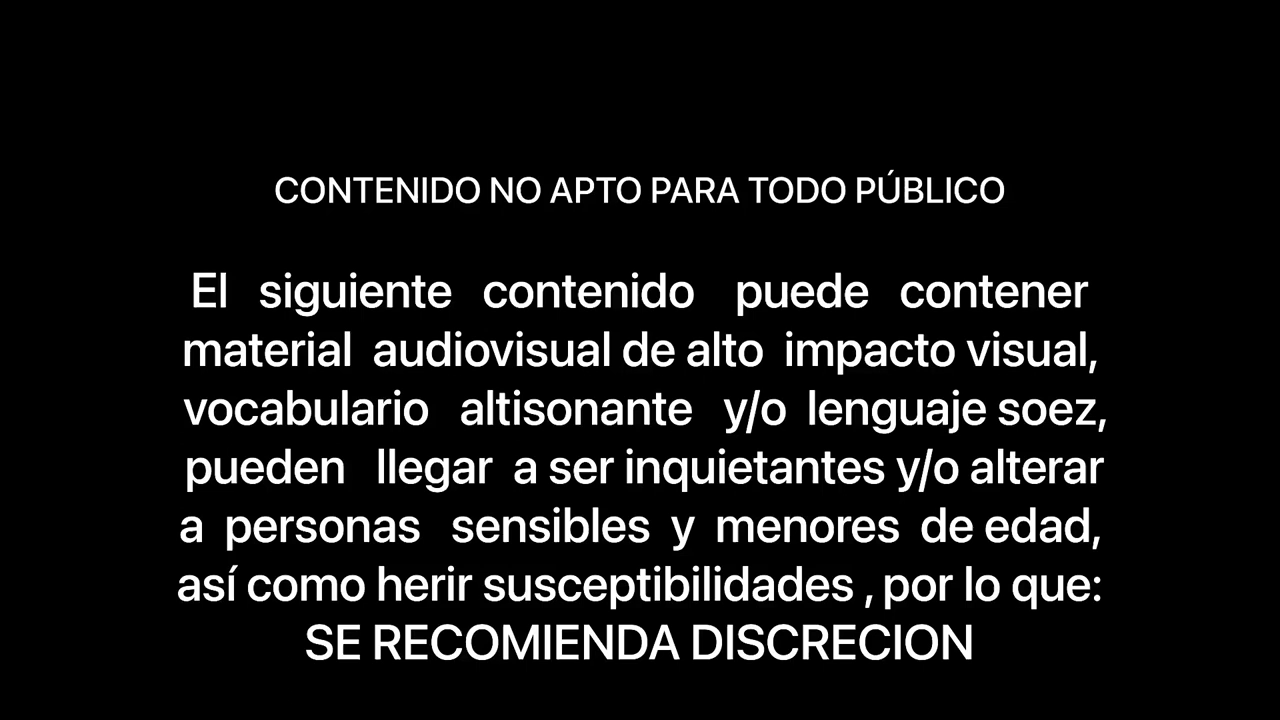 CONTENIDO NO APTO PARA TODO PÚBLICO
El siguiente contenido puede contener
material audiovisual de alto impacto visual,
vocabulario altisonante y/o lenguaje soez,
pueden llegar a ser inquietantes y/o alterar
a personas sensibles y menores de edad,
así como herir susceptibilidades , por lo que:
SE RECOMIENDA DISCRECION